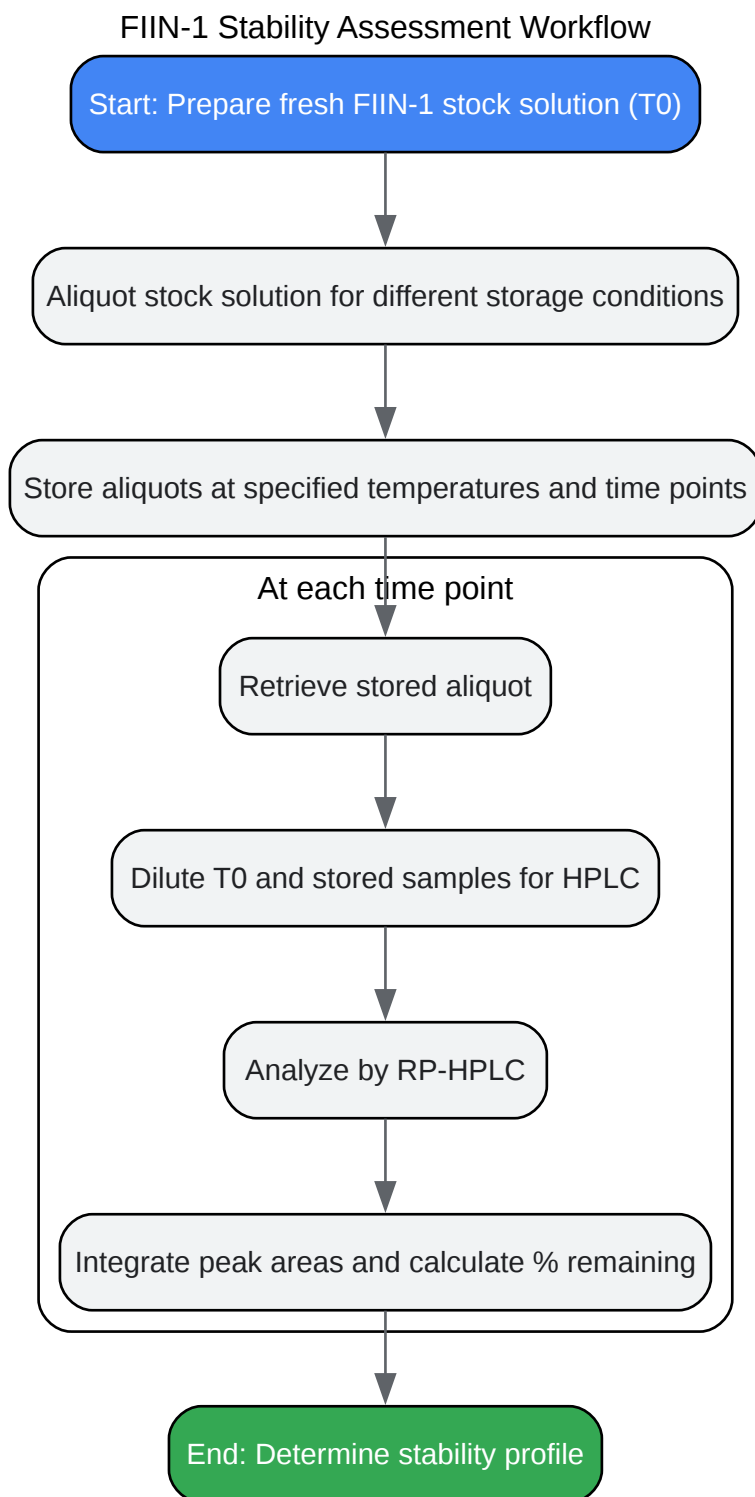 FIIN-1 Stability Assessment Workflow
Start: Prepare fresh FIIN-1 stock solution (T0)
Aliquot stock solution for different storage conditions
Store aliquots at specified temperatures and time points
At each time point
Retrieve stored aliquot
Dilute T0 and stored samples for HPLC
Analyze by RP-HPLC
Integrate peak areas and calculate % remaining
End: Determine stability profile